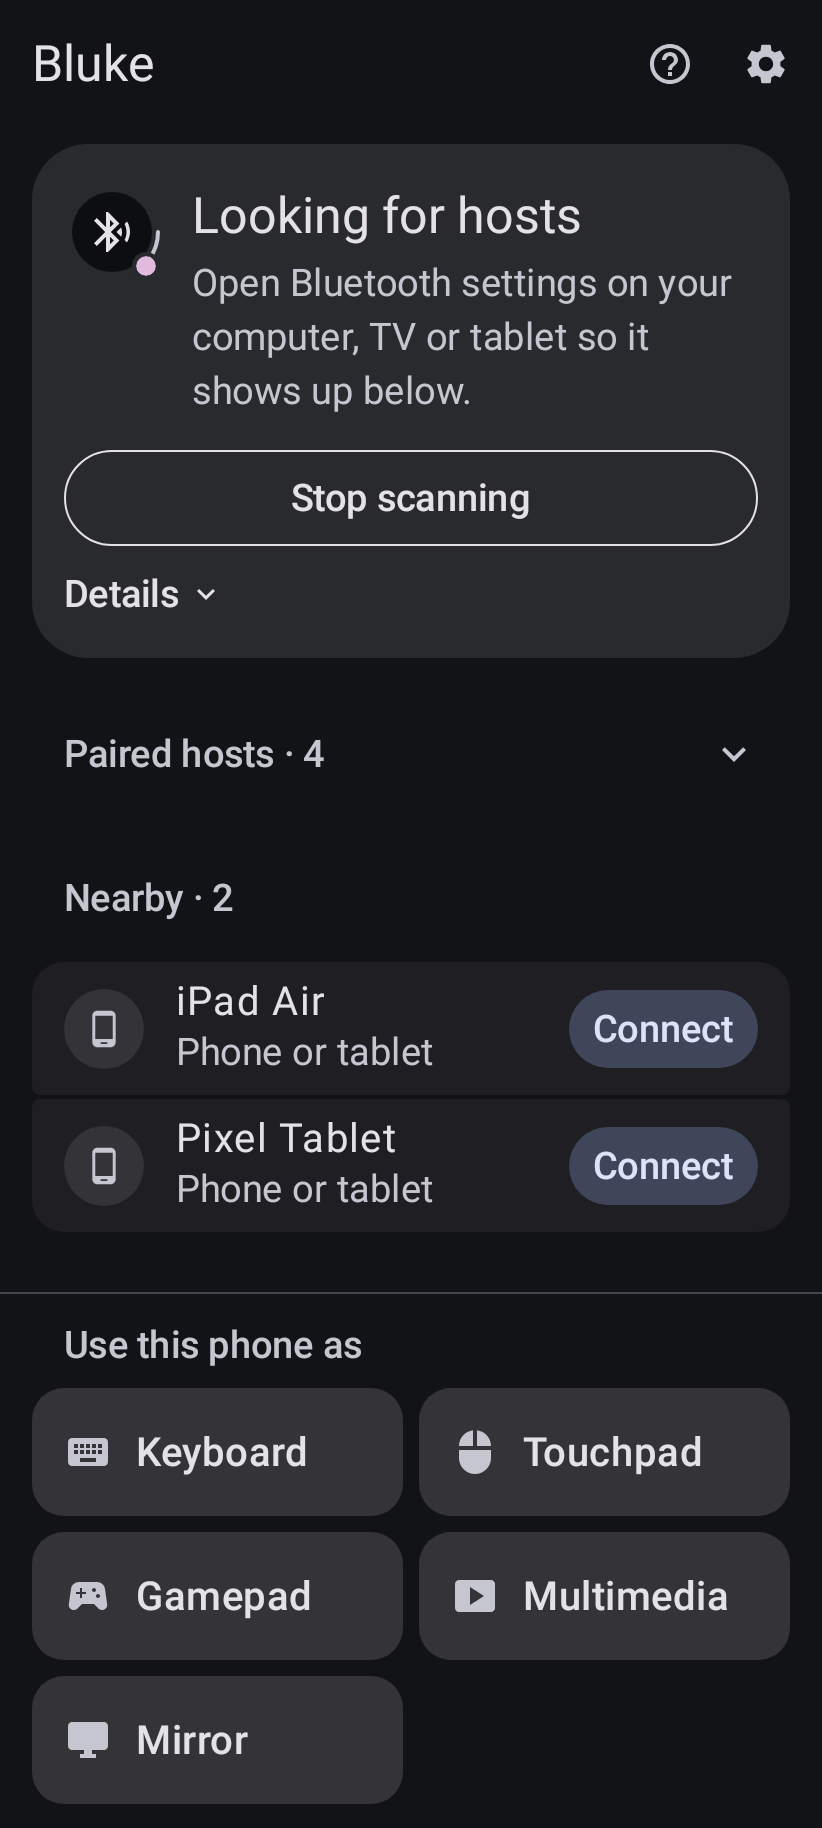 Bluke
Looking for hosts
Open Bluetooth settings on your
computer, TV or tablet so it
shows up below.
Stop scanning
Details
Paired hosts · 4
Nearby · 2
iPad Air
Phone or tablet
Connect
Pixel Tablet
Phone or tablet
Connect
Use this phone as
Keyboard
Touchpad
Gamepad
Multimedia
Mirror